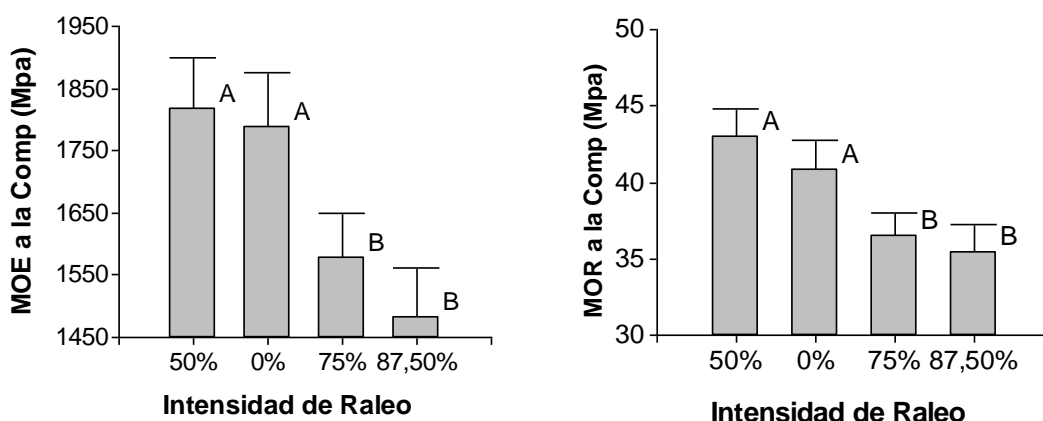 MOE a la Comp (Mpa)
1950
1850
1750
1650
1550
1450
A
A
B
B
50%
0%
75%
87,50%
Intensidad de Raleo
MOR a la Comp (Mpa)
50
45
40
35
30
A
A
B
B
50%
0%
75%
87,50%
Intensidad de Raleo